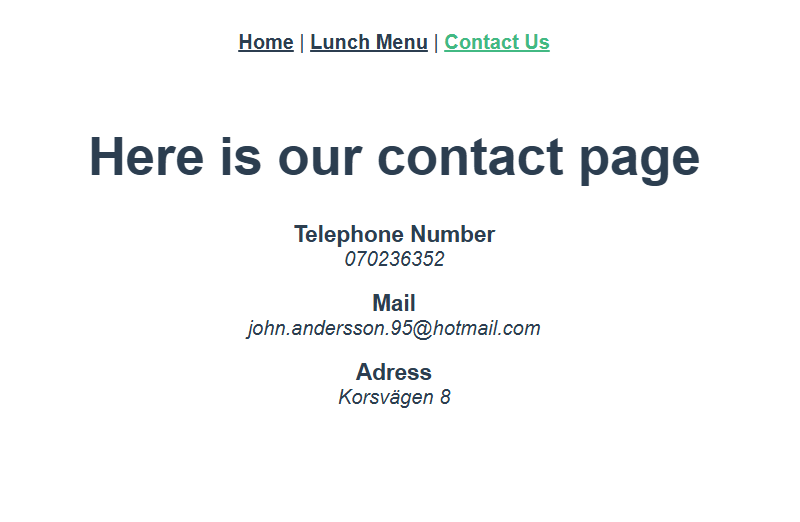 Home | Lunch Menu | Contact Us
Here is our contact page
Telephone Number
070236352
Mail
john.andersson.95@hotmail.com
Adress
Korsvägen 8